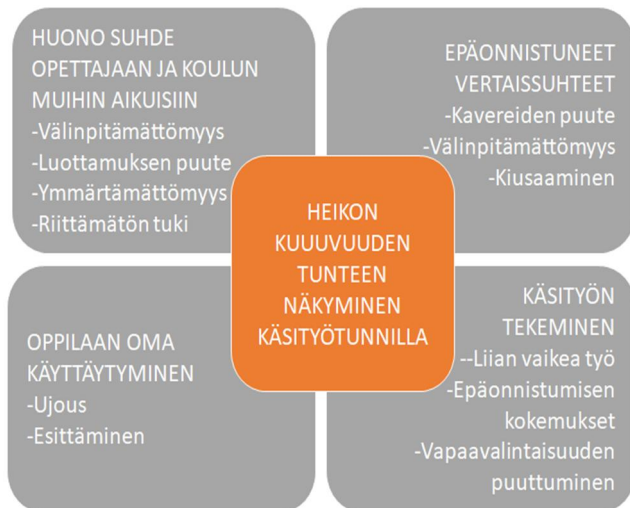 HUONO SUHDE
OPETTAJAAN JA KOULUN
MUIHIN AIKUISIIN
-Välinpitämättömyys
-Luottamuksen puute
-Ymmärtämättömyys
-Riittämätön tuki
EPÄONNISTUNEET
VERTAISSUHTEET
-Kavereiden puute
-Välinpitämättömyys
-Kiusaaminen
HEIKON
KUUUVUUDEN
TUNTEEN
NÄKYMINEN
KÄSITYÖTUNNILLA
OPPILAAN OMA
KÄYTTÄYTYMINEN
-Ujous
-Esittäminen
KÄSITYÖN
TEKEMINEN
--Liian vaikea työ
-Epäonnistumisen
kokemukset
-Vapaavalintaisuuden
puuttuminen